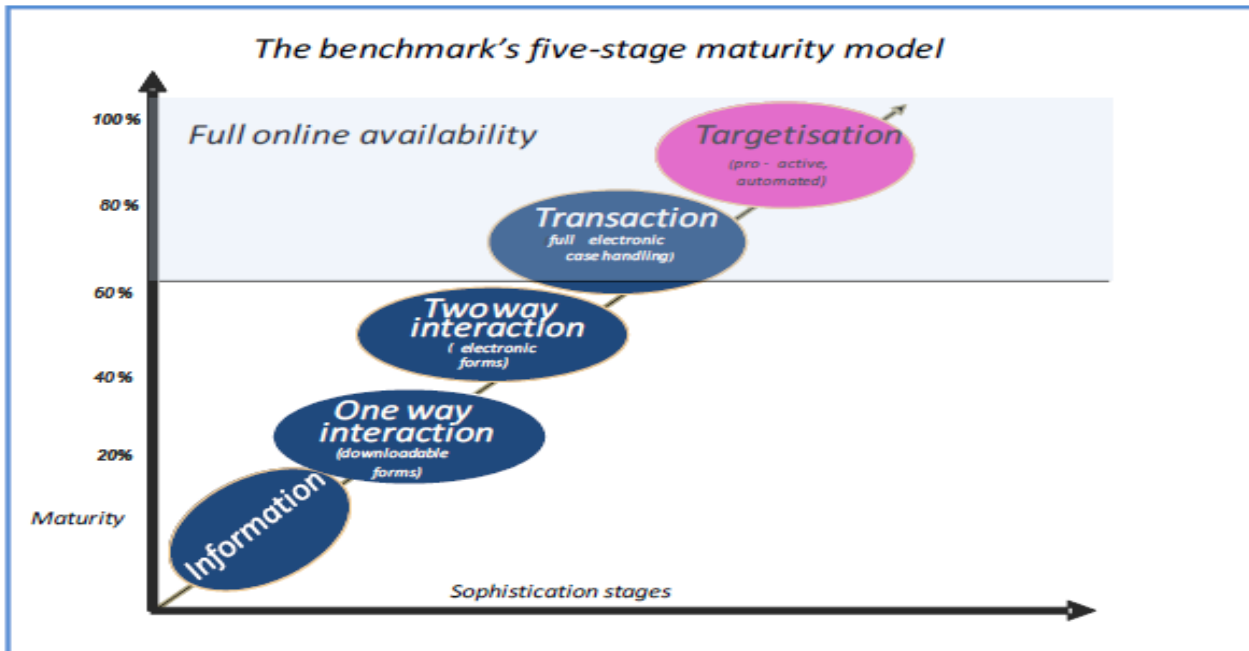 The benchmark's five-stage maturity model
100%
Full online availability
Targetisation
(pro - active,
automated)
80%
Transaction
full electronic
case handling)
60%
Two way
interaction
( electronic
forms)
40%
One way
interaction
(downloadable
forms)
20%
Information
Maturity
Sophistication stages